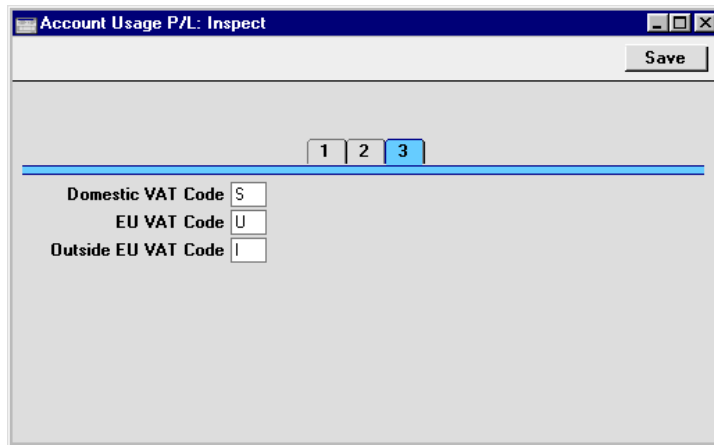 Account Usage P/L: Inspect
Save
1 2 3
Domestic VAT Code S
EU VAT Code U
Outside EU VAT Code I